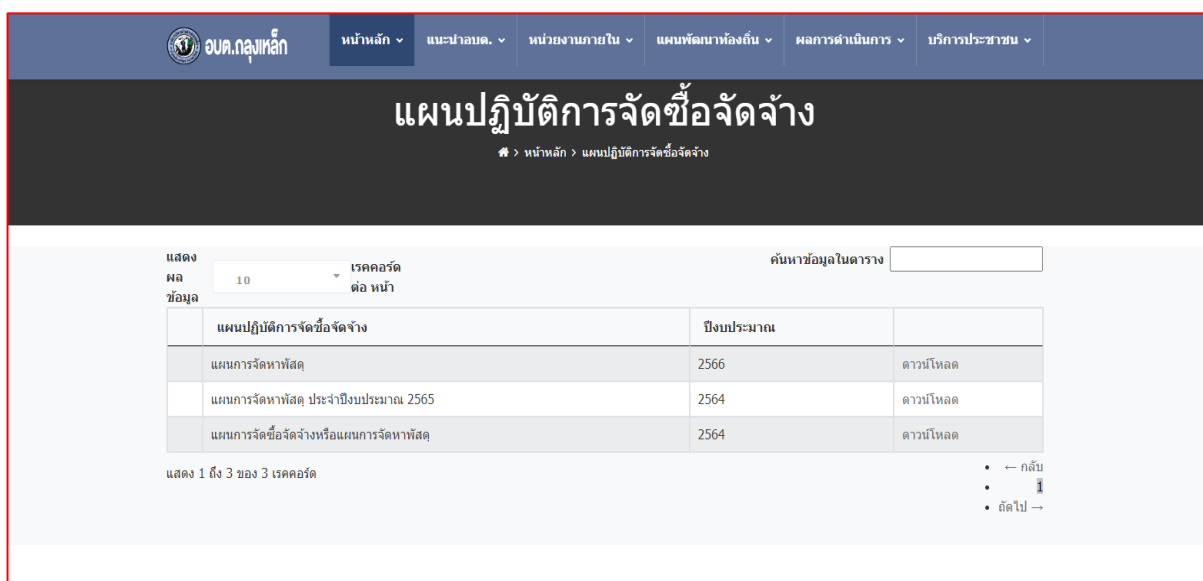 อบต.กลุงเหล็ก
หน้าหลัก
แนะนำอบต.
หน่วยงานภายใน
แผนพัฒนาท้องถิ่น
ผลการดำเนินการ
บริการประชาชน
แผนปฏิบัติการจัดซื้อจัดจ้าง
> หน้าหลัก > แผนปฏิบัติการจัดซื้อจัดจ้าง
แสดง
ผล
ข้อมูล
10
เรคคอร์ด
ต่อ หน้า
ค้นหาข้อมูลในตาราง
แผนปฏิบัติการจัดซื้อจัดจ้าง ปีงบประมาณ
แผนการจัดหาพัสดุ 2566 ดาวน์โหลด
แผนการจัดหาพัสดุ ประจำปีงบประมาณ 2565 2564 ดาวน์โหลด
แผนการจัดซื้อจัดจ้างหรือแผนการจัดหาพัสดุ 2564 ดาวน์โหลด
แสดง 1 ถึง 3 ของ 3 เรคคอร์ด
• ← กลับ
• 1
• ถัดไป →